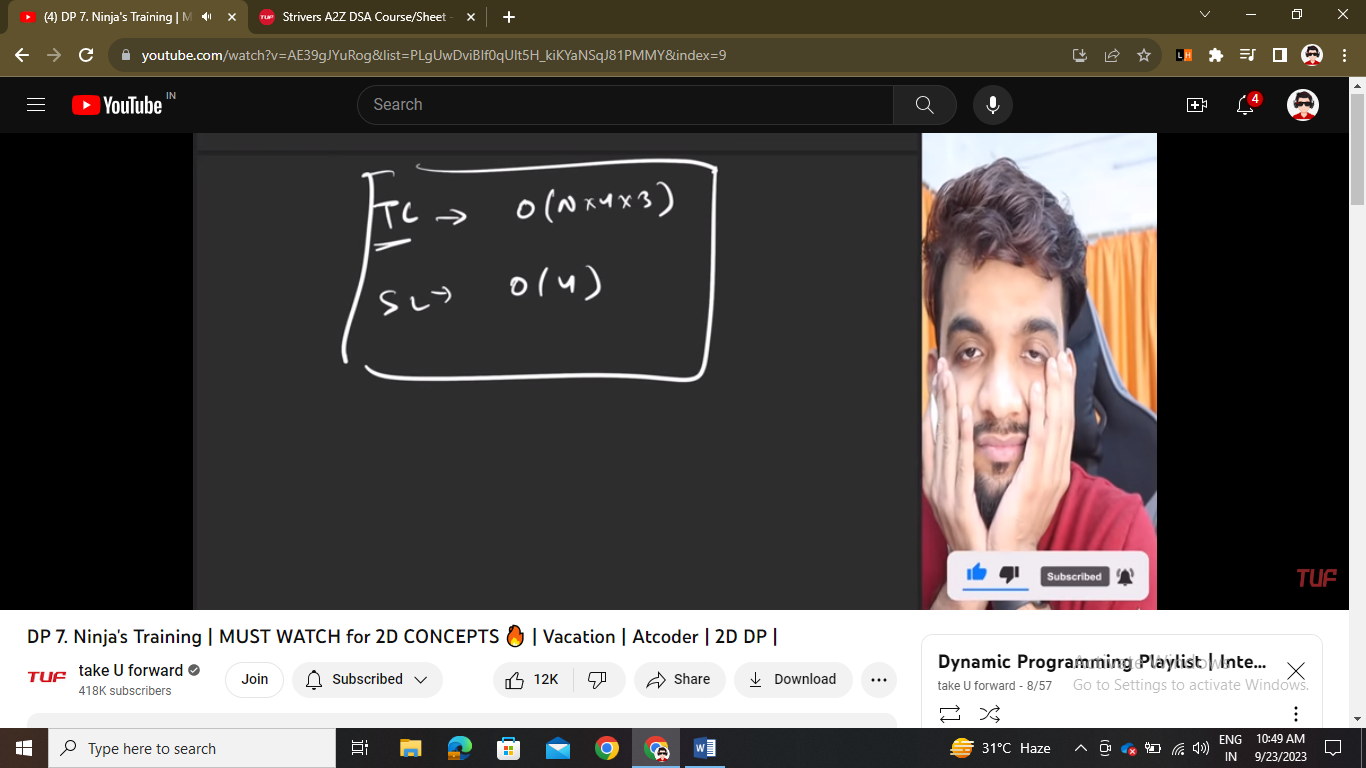 (4) DP 7. Ninja's Training | M
Strivers A2Z DSA Course/Sheet -
youtube.com/watch?v=AE39gJYuRog&list=PLgUwDviBIf0qUlt5H_kiKYaNSqJ81PMMY&index=9
LH
YouTube IN
Search
4
TC → O(N×4×3)
SC → O(4)
Subscribed
TUF
DP 7. Ninja's Training | MUST WATCH for 2D CONCEPTS 🔥 | Vacation | Atcoder | 2D DP |
TUF
take U forward
418K subscribers
Join
Subscribed
12K
Share
Download
Dynamic Programming Playlist | Inte...
take U forward - 8/57
Activate Windows
Go to Settings to activate Windows.
Type here to search
31°C Haze
ENG
IN
10:49 AM
9/23/2023